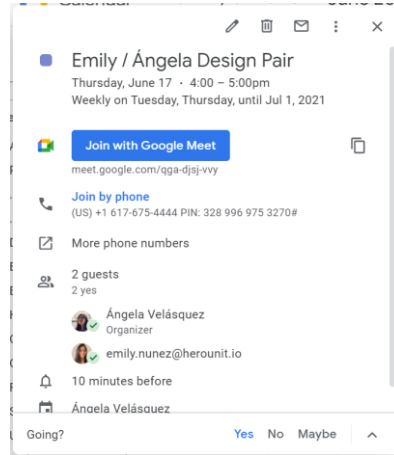 Emily / Ángela Design Pair
Thursday, June 17 · 4:00 – 5:00pm
Weekly on Tuesday, Thursday, until Jul 1, 2021
Join with Google Meet
meet.google.com/qga-djsj-vvy
Join by phone
(US) +1 617-675-4444 PIN: 328 996 975 3270#
More phone numbers
2 guests
2 yes
Ángela Velásquez
Organizer
emily.nunez@herounit.io
10 minutes before
Ángela Velásquez
Going?
Yes No Maybe